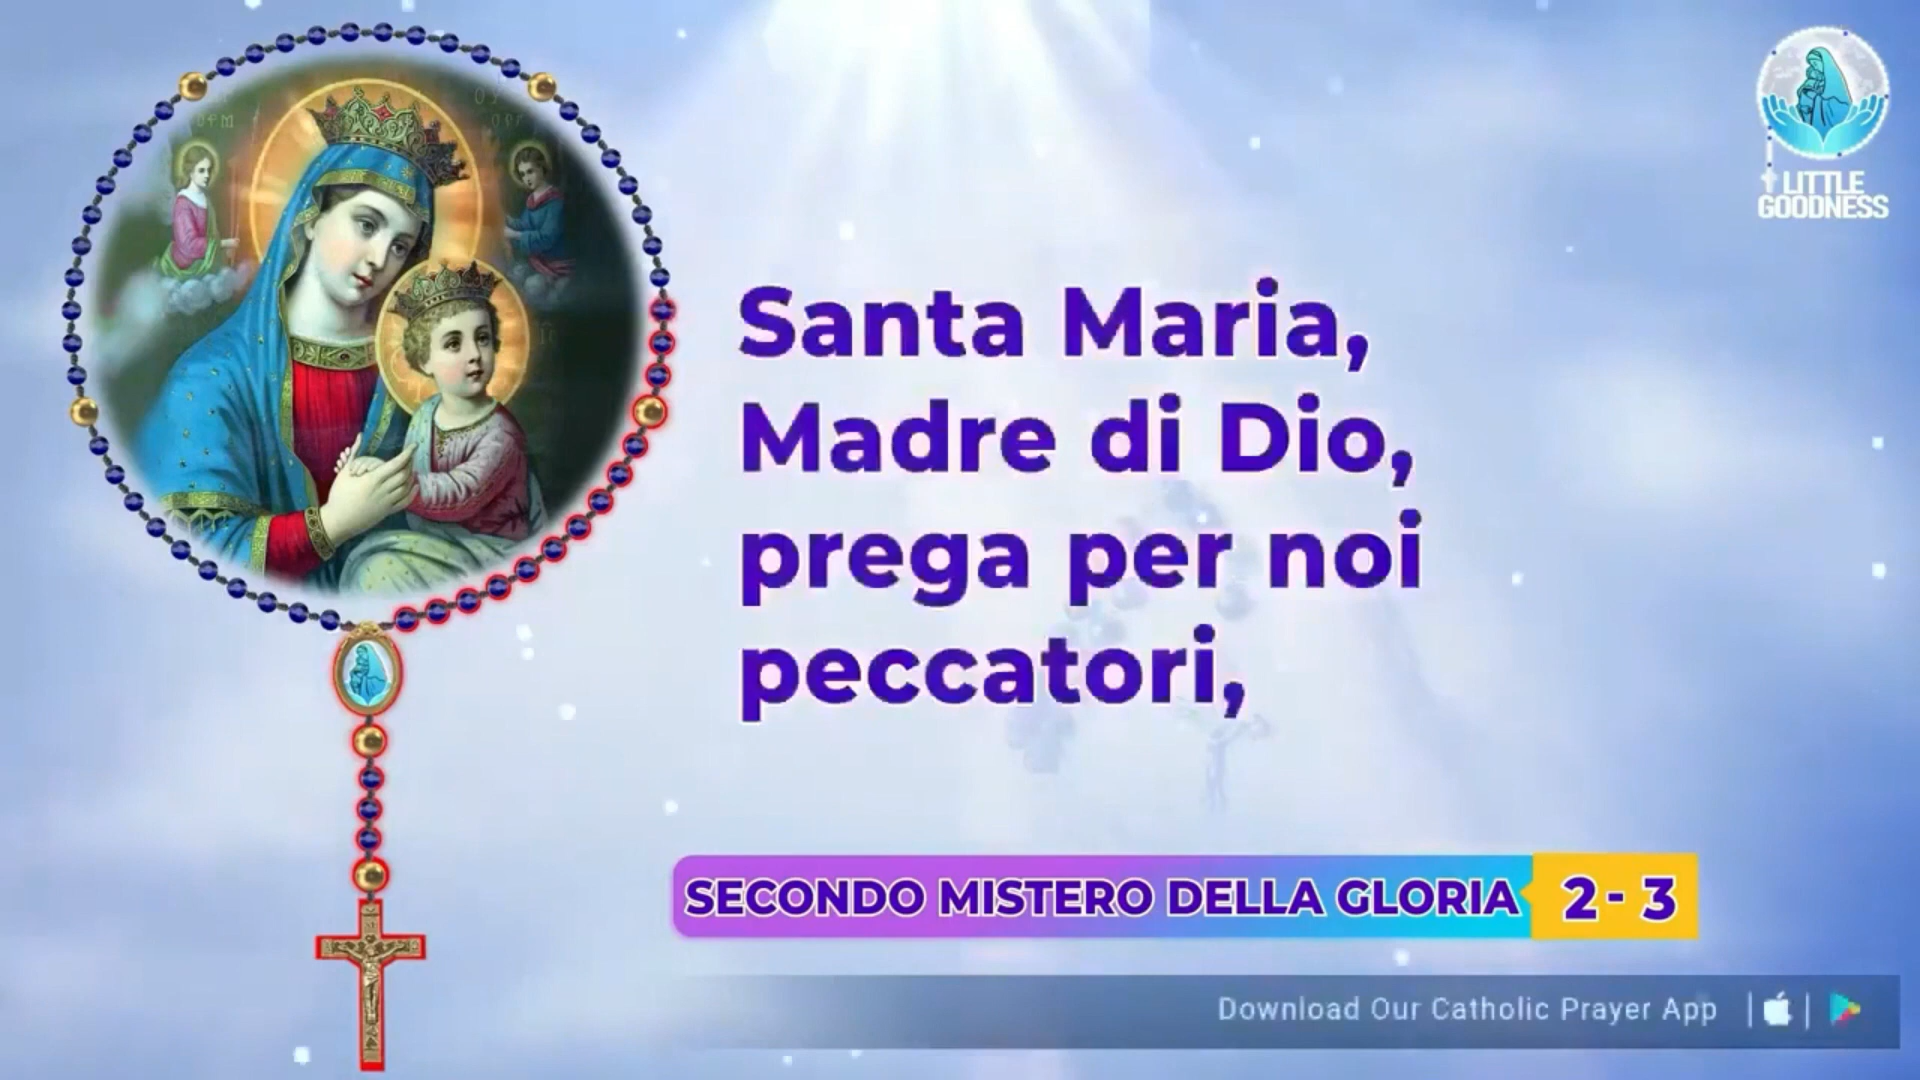 LITTLE
GOODNESS
Santa Maria,
Madre di Dio,
prega per noi
peccatori,
SECONDO MISTERO DELLA GLORIA 2 - 3
Download Our Catholic Prayer App